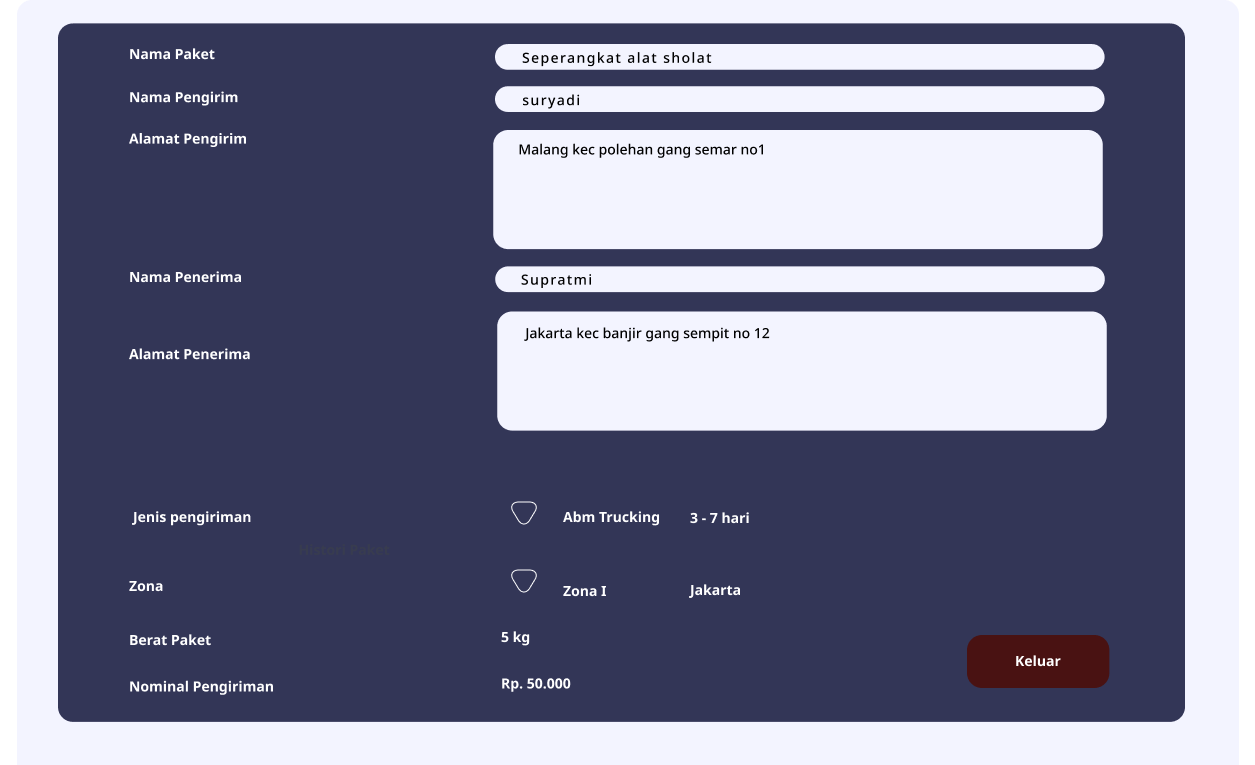 Nama Paket Seperangkat alat sholat
Nama Pengirim suryadi
Alamat Pengirim Malang kec polehan gang semar no1
Nama Penerima Supratmi
Jakarta kec banjir gang sempit no 12
Alamat Penerima
Jenis pengiriman Abm Trucking 3 - 7 hari
Histori Paket
Zona Zona I Jakarta
Berat Paket 5 kg
Keluar
Nominal Pengiriman Rp. 50.000